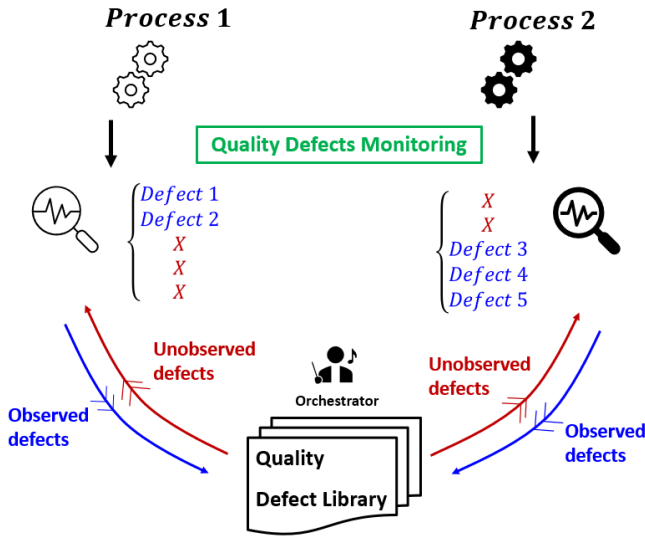 Process 1
Process 2
Quality Defects Monitoring
Defect 1
Defect 2
X
X
X
X
X
Defect 3
Defect 4
Defect 5
Unobserved
defects
Observed
defects
Orchestrator
Unobserved
defects
Observed
defects
Quality
Defect Library